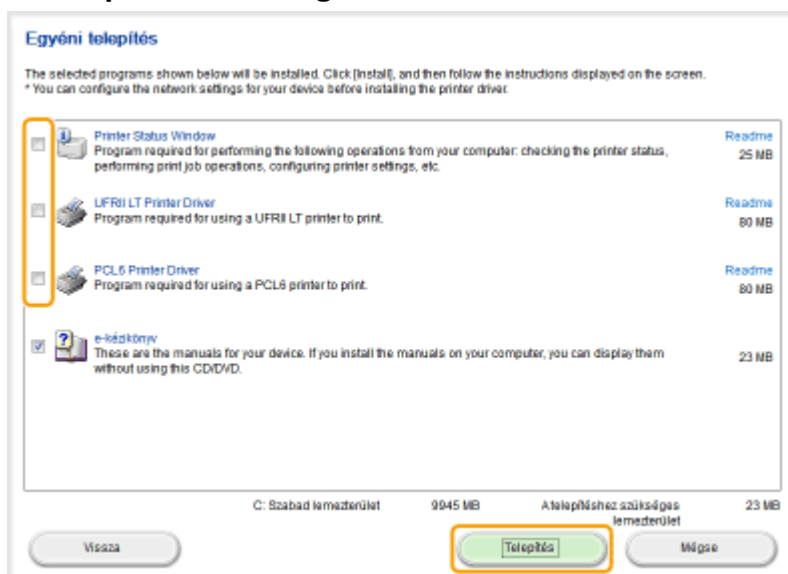 Egyéni telepítés
The selected programs shown below will be installed. Click [Install], and then follow the instructions displayed on the screen.
* You can configure the network settings for your device before installing the printer driver.
Printer Status Window
Readme
Program required for performing the following operations from your computer: checking the printer status,
25 MB
performing print job operations, configuring printer settings, etc.
UFRII LT Printer Driver
Readme
Program required for using a UFRII LT printer to print.
80 MB
PCL6 Printer Driver
Readme
Program required for using a PCL6 printer to print.
80 MB
e-kézikönyv
These are the manuals for your device. If you install the manuals on your computer, you can display them
23 MB
without using this CD/DVD.
C: Szabad lemezterület
9945 MB
A telepítéshez szükséges
lemezterület
23 MB
Vissza
Telepítés
Mégse